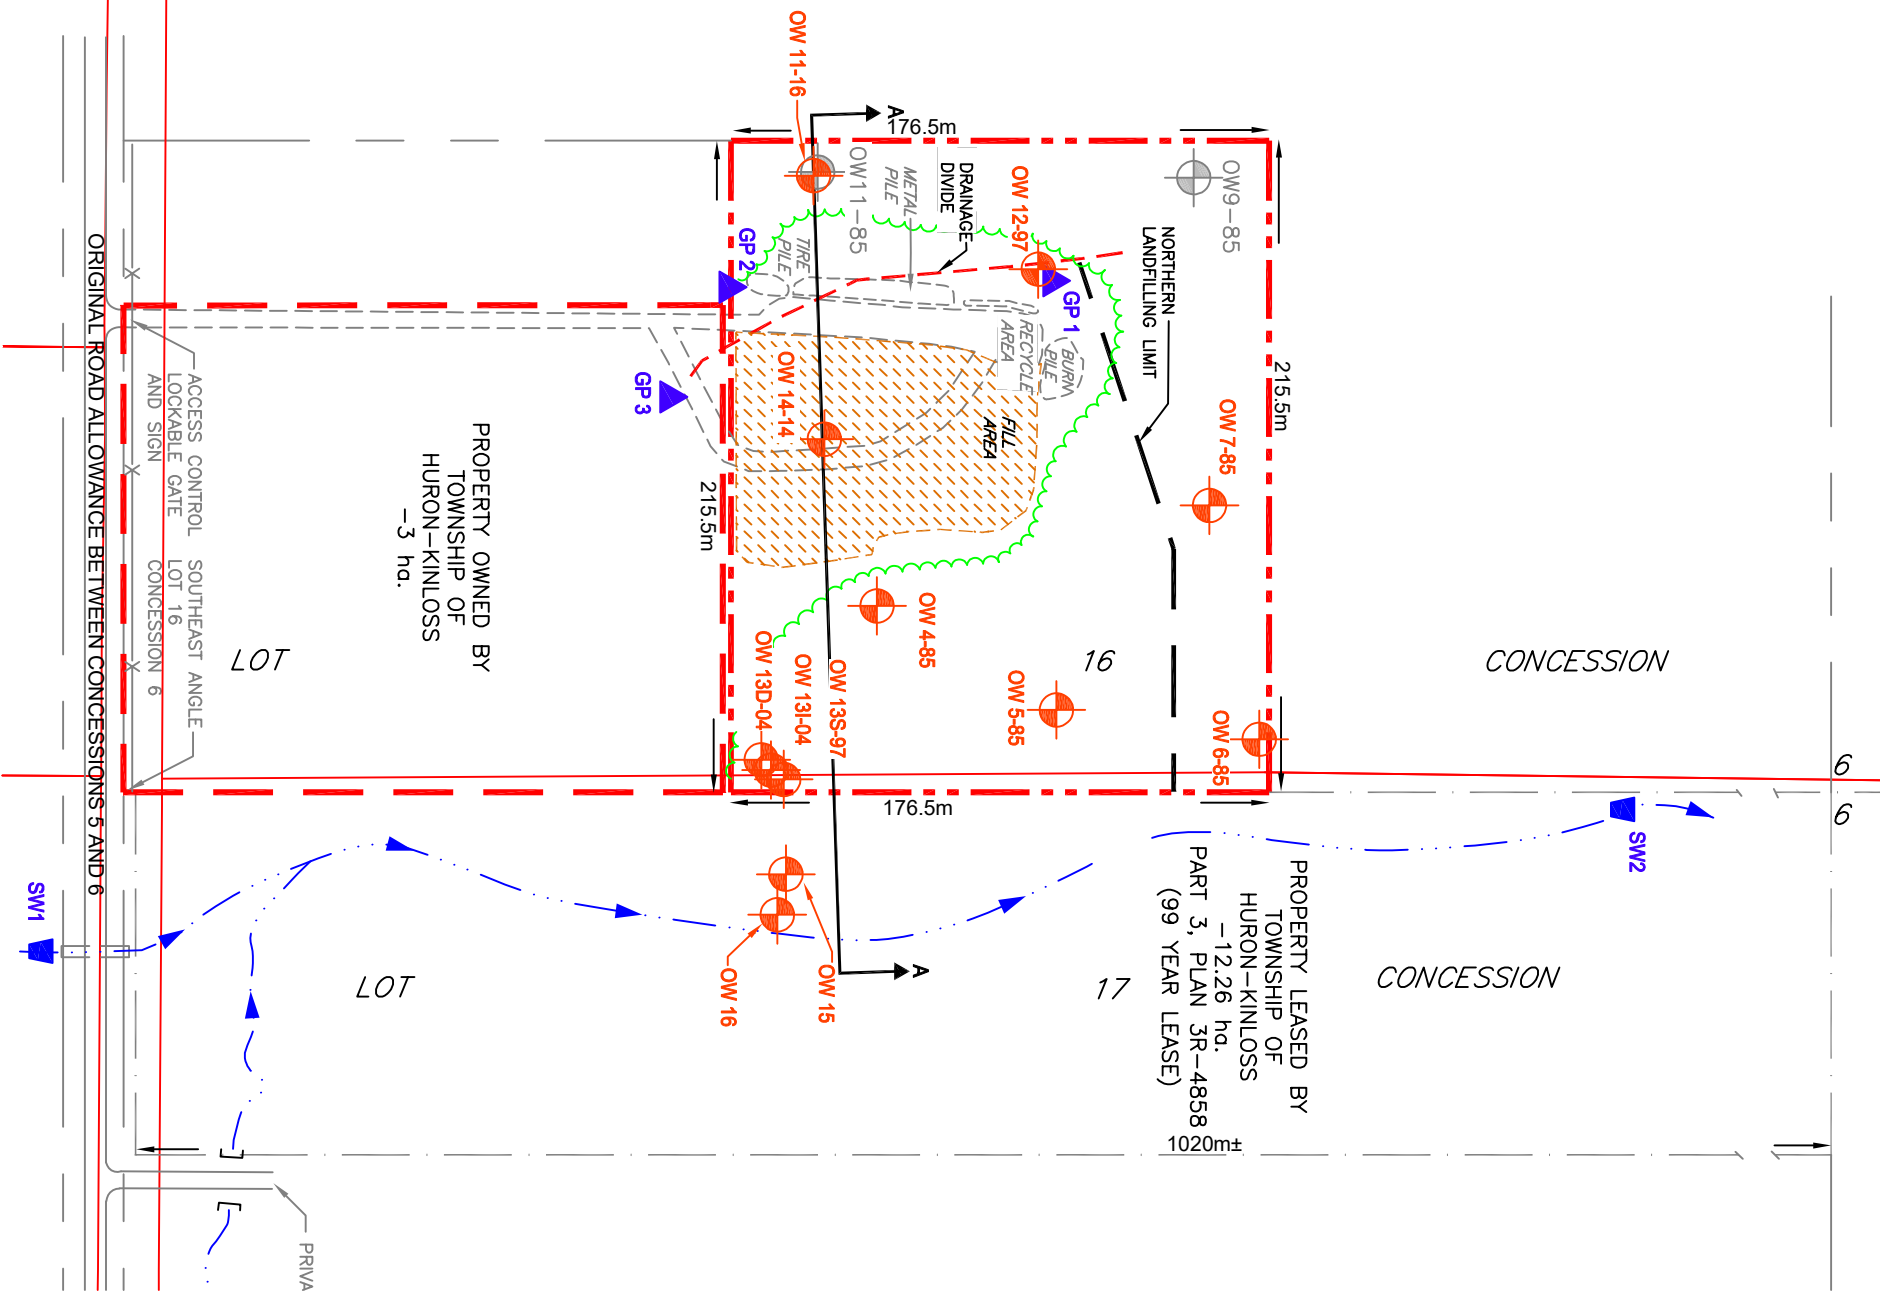 OW 11-16
A
176.5m
OW11-85
METAL
PILE
DRAINAGE
DIVIDE
OW 12-97
OW9-85
NORTHERN
LANDFILLING LIMIT
GP 2
TIRE
PILE
GP 1
RECYCLE
AREA
BURN
PILE
215.5m
OW 7-85
GP 3
OW 14-14
FILL
AREA
215.5m
ORIGINAL ROAD ALLOWANCE BETWEEN CONCESSIONS 5 AND 6
ACCESS CONTROL
LOCKABLE GATE
AND SIGN
SOUTHEAST ANGLE
LOT 16
CONCESSION 6
PROPERTY OWNED BY
TOWNSHIP OF
HURON-KINLOSS
-3 ha.
LOT
16
CONCESSION
OW 4-85
OW 5-85
OW 6-85
OW 13D-04
OW 13I-04
OW 13S-97
6
6
176.5m
SW1
SW2
OW 15
OW 16
A
LOT
17
CONCESSION
PROPERTY LEASED BY
TOWNSHIP OF
HURON-KINLOSS
-12.26 ha.
PART 3, PLAN 3R-4858
(99 YEAR LEASE)
1020m±
PRIVA